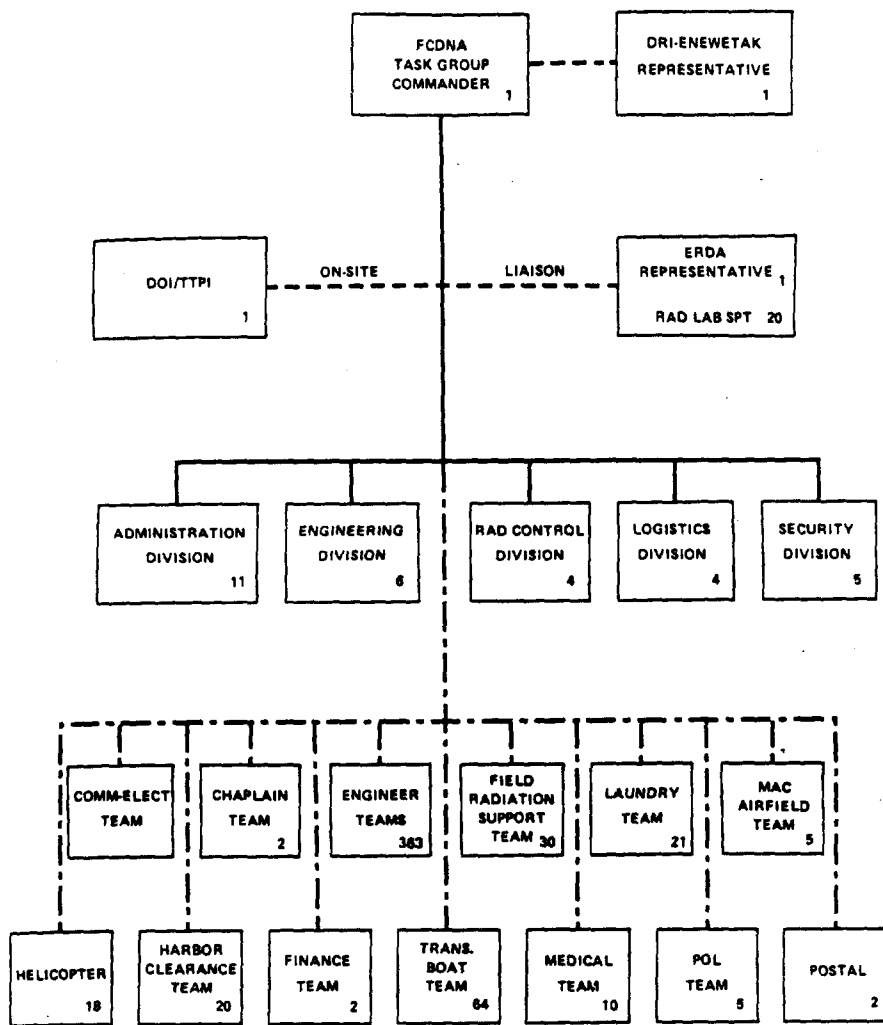 FCDNA
TASK GROUP
COMMANDER
1
DRI-ENEWETAK
REPRESENTATIVE
1
DOI/TTPI
1
ON-SITE
LIAISON
ERDA
REPRESENTATIVE 1
RAD LAB SPT 20
ADMINISTRATION
DIVISION
11
ENGINEERING
DIVISION
6
RAD CONTROL
DIVISION
4
LOGISTICS
DIVISION
4
SECURITY
DIVISION
5
COMM-ELECT
TEAM
CHAPLAIN
TEAM
2
ENGINEER
TEAMS
363
FIELD
RADIATION
SUPPORT
TEAM 30
LAUNDRY
TEAM
21
MAC
AIRFIELD
TEAM
5
HELICOPTER
18
HARBOR
CLEARANCE
TEAM
20
FINANCE
TEAM
2
TRANS.
BOAT
TEAM
64
MEDICAL
TEAM
10
POL
TEAM
5
POSTAL
2